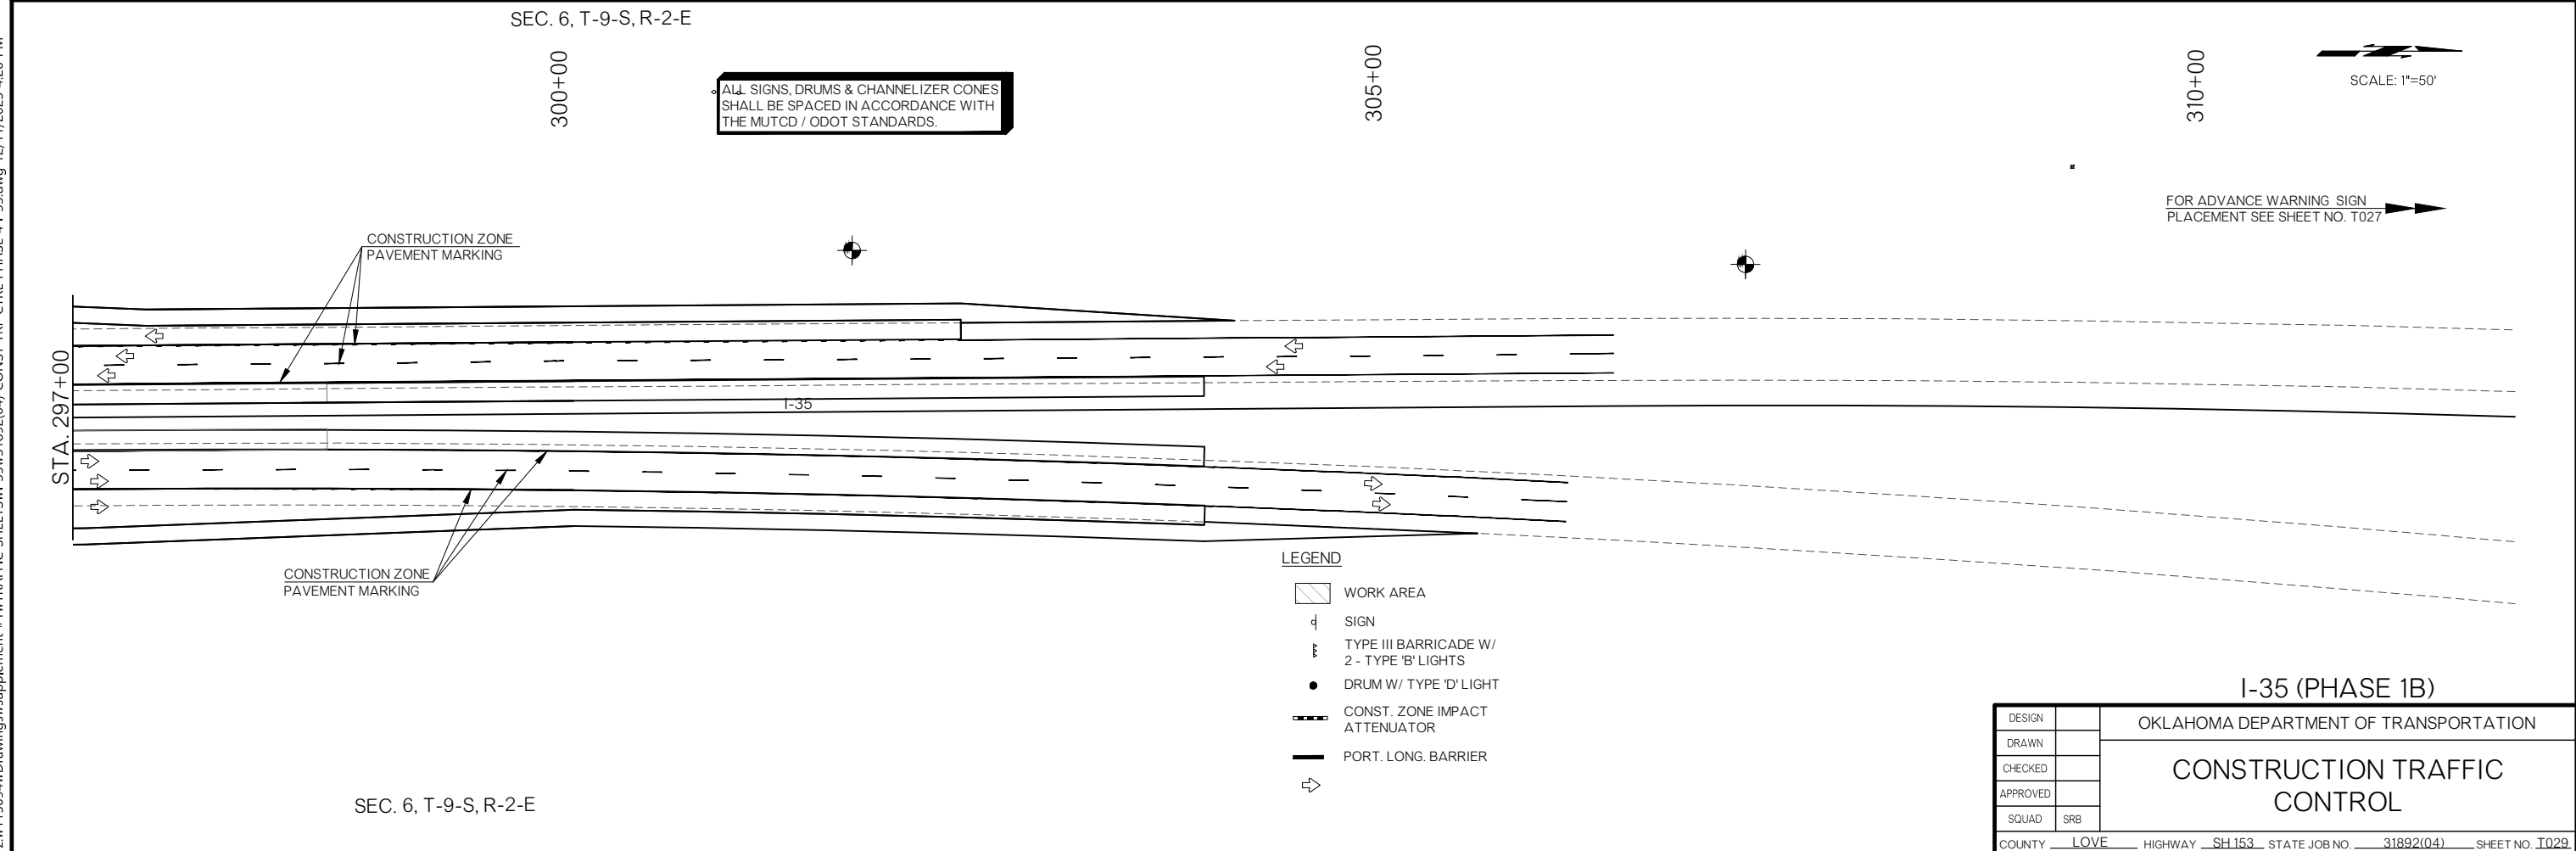 SEC. 6, T-9-S, R-2-E
300+00
305+00
310+00
SCALE: 1"=50'
ALL SIGNS, DRUMS & CHANNELIZER CONES
SHALL BE SPACED IN ACCORDANCE WITH
THE MUTCD / ODOT STANDARDS.
FOR ADVANCE WARNING SIGN
PLACEMENT SEE SHEET NO. T027
CONSTRUCTION ZONE
PAVEMENT MARKING
STA. 297+00
I-35
CONSTRUCTION ZONE
PAVEMENT MARKING
LEGEND
WORK AREA
SIGN
TYPE III BARRICADE W/
2 - TYPE 'B' LIGHTS
DRUM W/ TYPE 'D' LIGHT
CONST. ZONE IMPACT
ATTENUATOR
PORT. LONG. BARRIER
SEC. 6, T-9-S, R-2-E
I-35 (PHASE 1B)
DESIGN
DRAWN
CHECKED
APPROVED
SQUAD SRB
OKLAHOMA DEPARTMENT OF TRANSPORTATION
CONSTRUCTION TRAFFIC
CONTROL
COUNTY LOVE HIGHWAY SH 153 STATE JOB NO. 31892(04) SHEET NO. T029